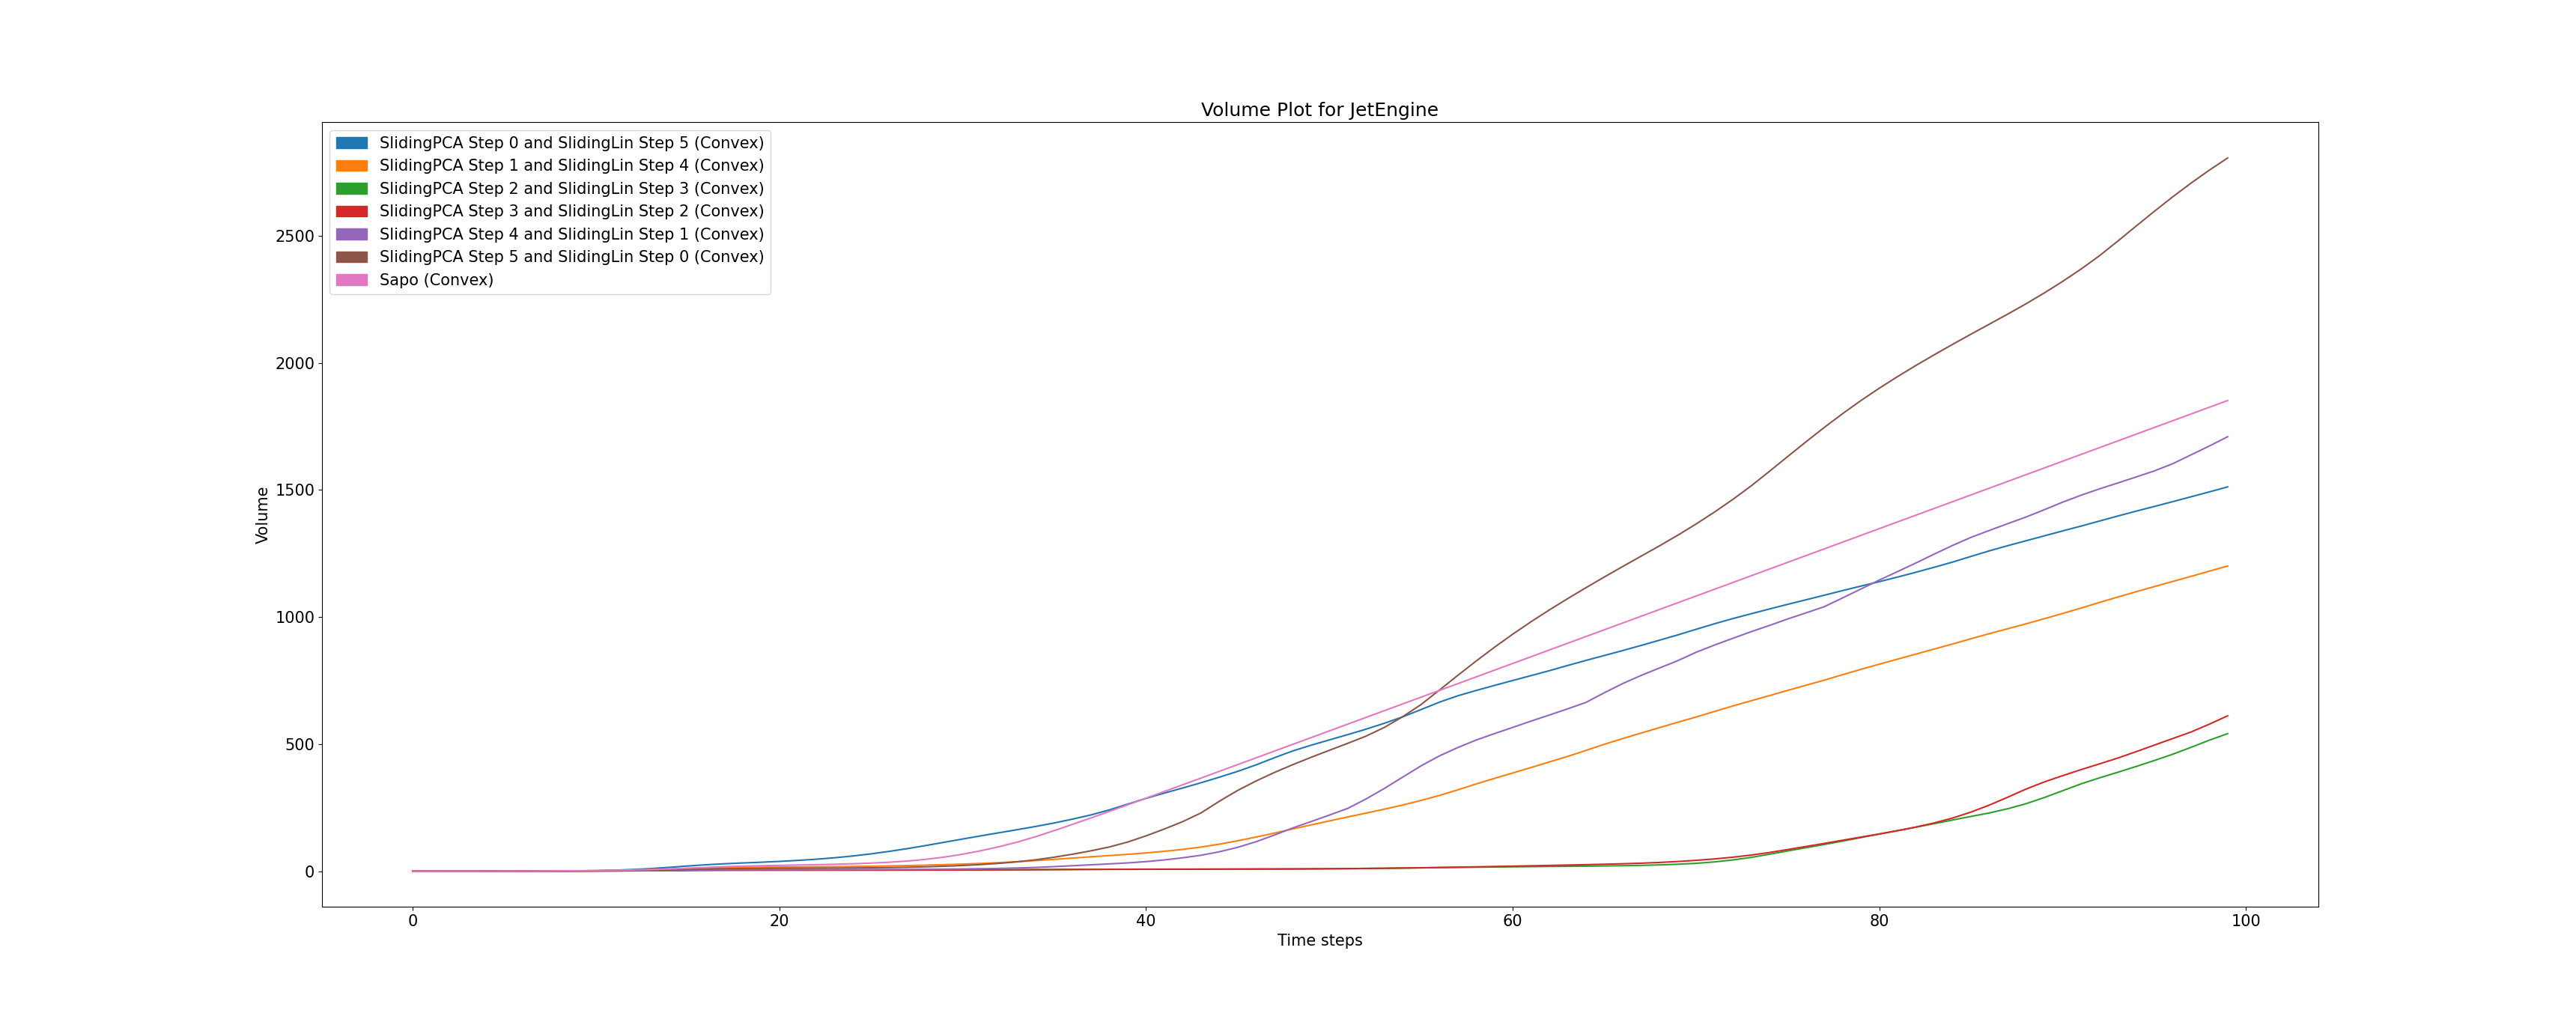 Volume Plot for JetEngine
SlidingPCA Step 0 and SlidingLin Step 5 (Convex)
SlidingPCA Step 1 and SlidingLin Step 4 (Convex)
SlidingPCA Step 2 and SlidingLin Step 3 (Convex)
SlidingPCA Step 3 and SlidingLin Step 2 (Convex)
SlidingPCA Step 4 and SlidingLin Step 1 (Convex)
SlidingPCA Step 5 and SlidingLin Step 0 (Convex)
Sapo (Convex)
Volume
2500
2000
1500
1000
500
0
0 20 40 60 80 100
Time steps